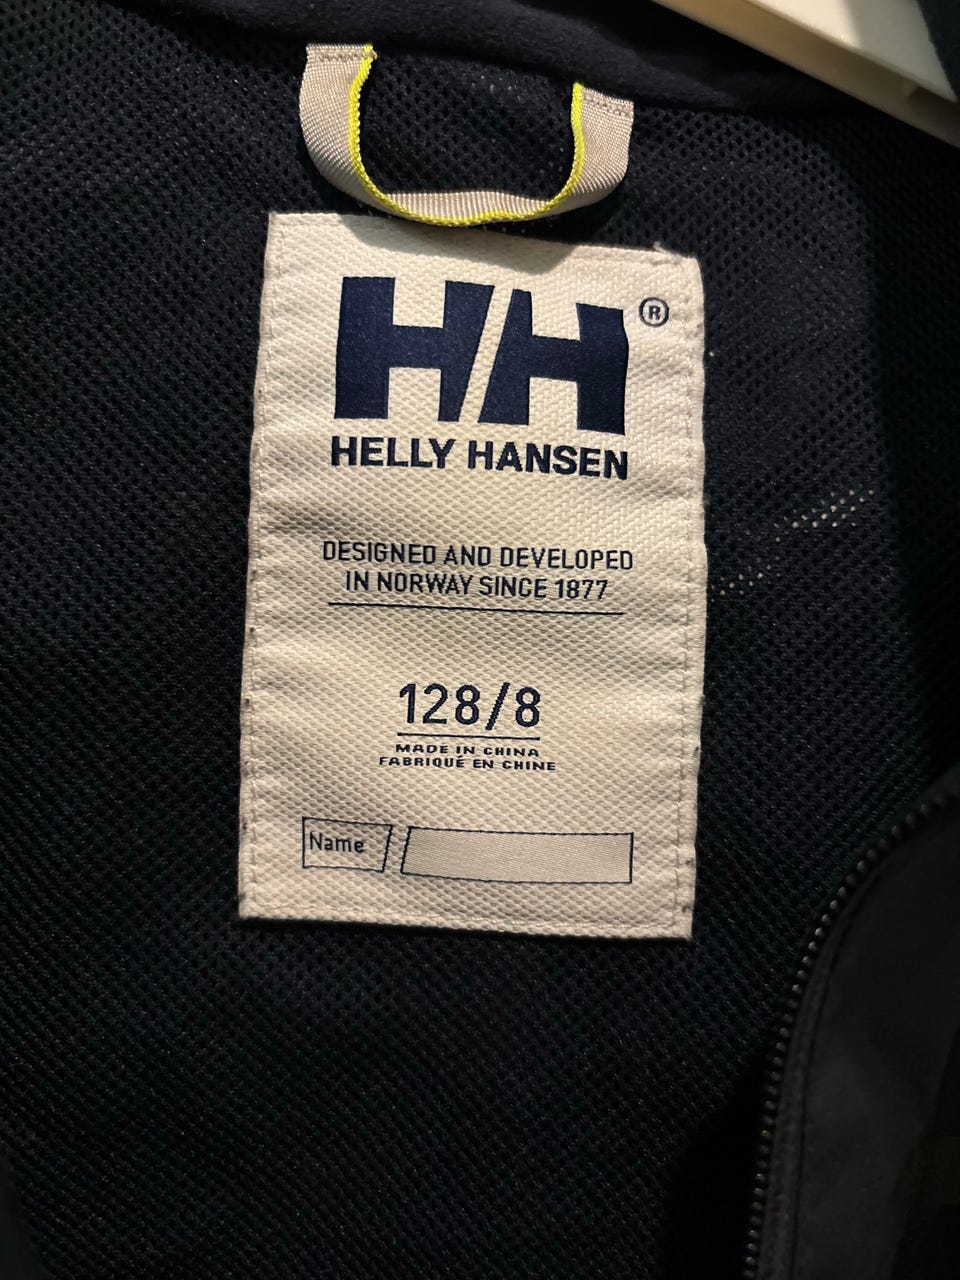 HH®
HELLY HANSEN
DESIGNED AND DEVELOPED
IN NORWAY SINCE 1877
128/8
MADE IN CHINA
FABRIQUÉ EN CHINE
Name